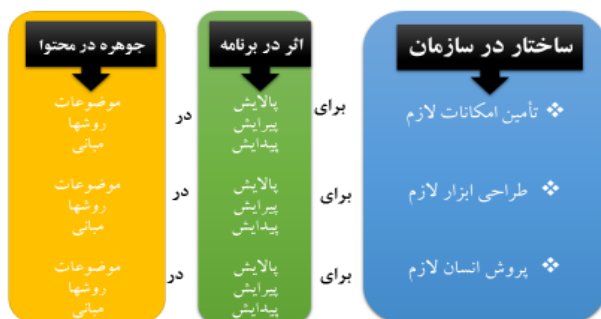 ساختار در سازمان
تأمین امکانات لازم
طراحی ابزار لازم
پروش انسان لازم
برای
برای
برای
اثر در برنامه
پالایش
پیرایش
پیدایش
پالایش
پیرایش
پیدایش
پالایش
پیرایش
پیدایش
در
در
در
جوهره در محتوا
موضوعات
روشها
مبانی
موضوعات
روشها
مبانی
موضوعات
روشها
مبانی